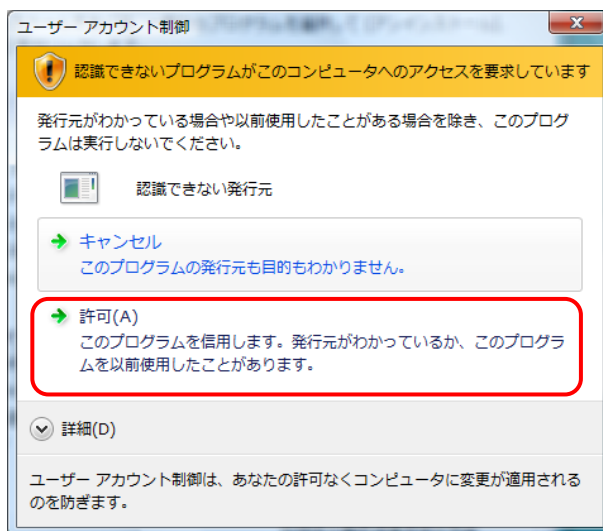 ユーザー アカウント制御
認識できないプログラムがこのコンピュータへのアクセスを要求しています
発行元がわかっている場合や以前使用したことがある場合を除き、このプログ
ラムは実行しないでください。
認識できない発行元
キャンセル
このプログラムの発行元も目的もわかりません。
許可(A)
このプログラムを信用します。発行元がわかっているか、このプログラ
ムを以前使用したことがあります。
詳細(D)
ユーザー アカウント制御は、あなたの許可なくコンピュータに変更が適用される
のを防ぎます。